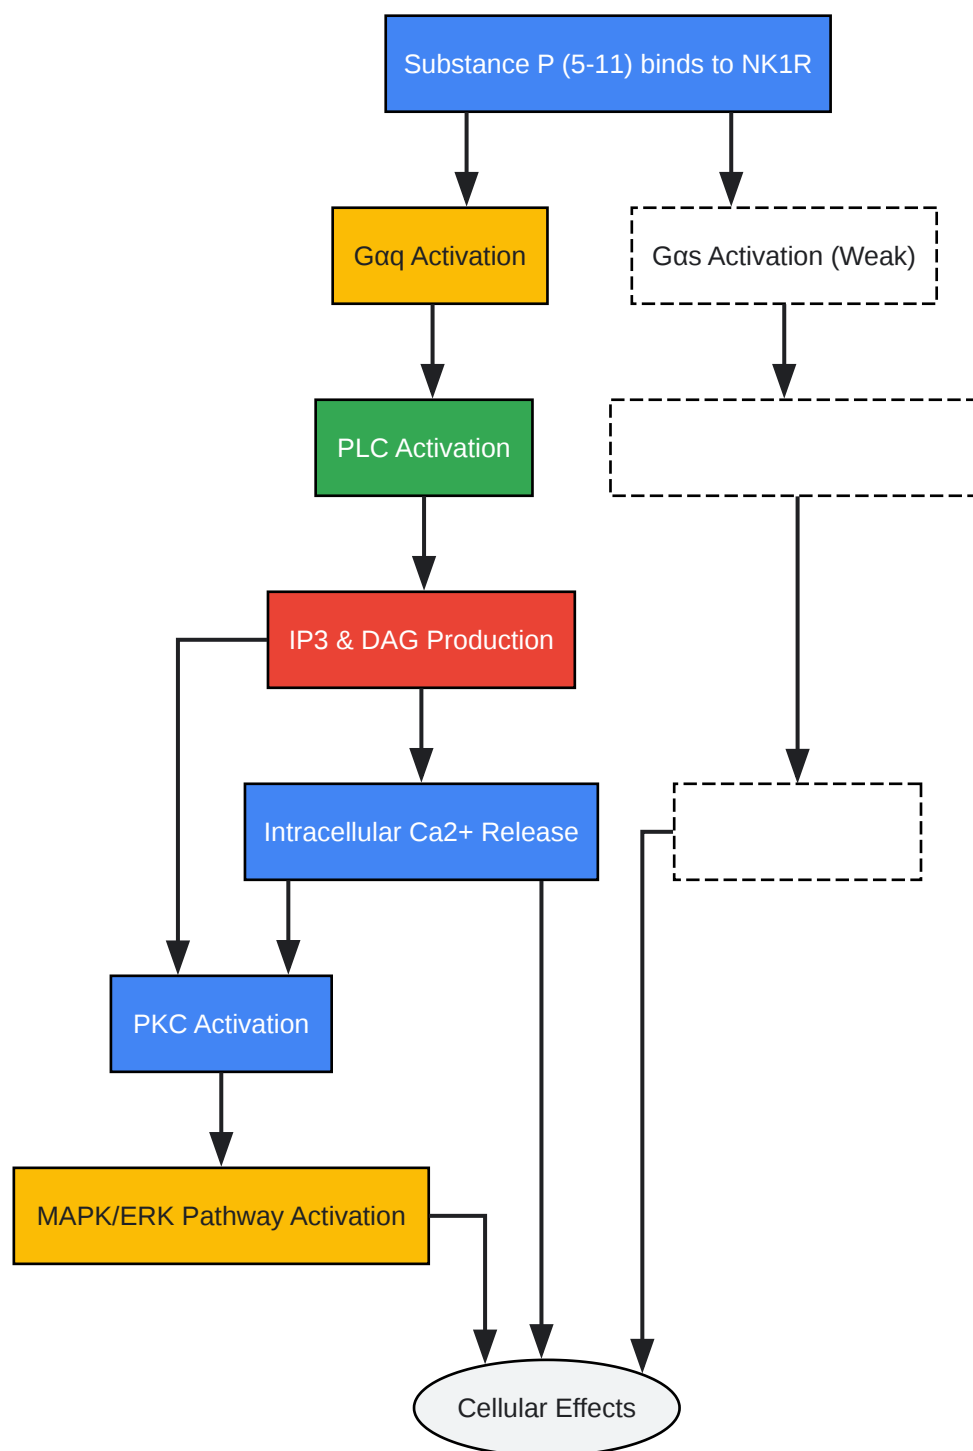 Substance P (5-11) binds to NK1R
Gαq Activation
Gαs Activation (Weak)
PLC Activation
IP3 & DAG Production
Intracellular Ca2+ Release
PKC Activation
MAPK/ERK Pathway Activation
Cellular Effects